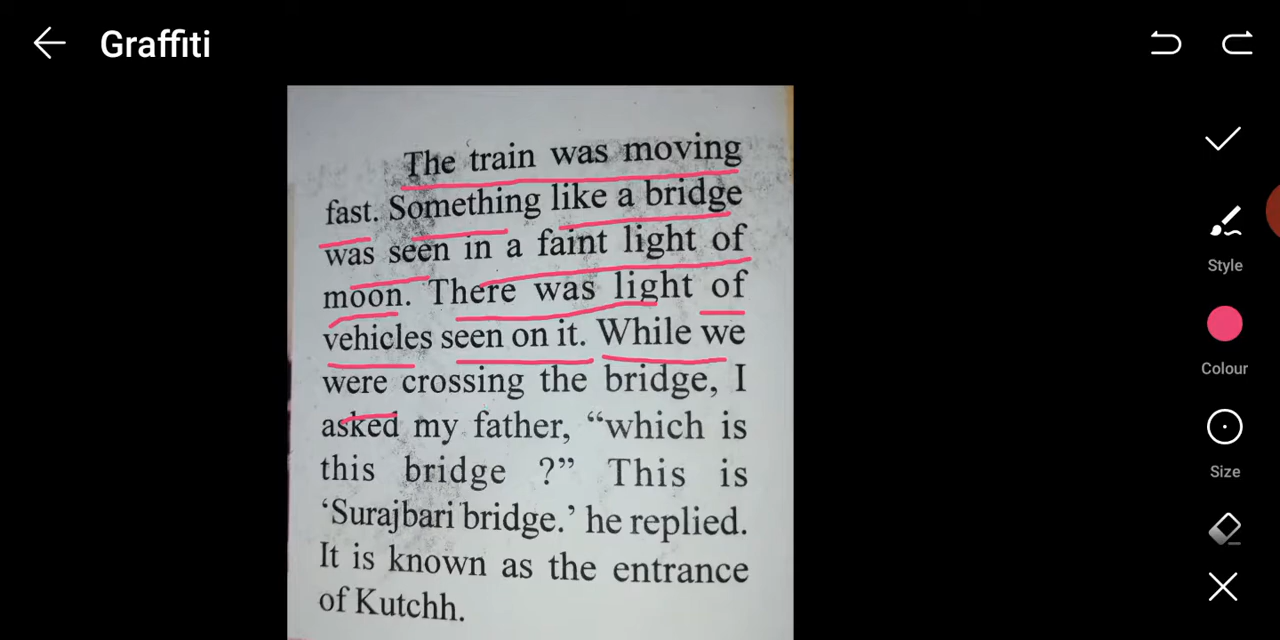 Graffiti
The train was moving
fast. Something like a bridge
was seen in a faint light of
moon. There was light of
vehicles seen on it. While we
were crossing the bridge, I
asked my father, “which is
this bridge ?” This is
‘Surajbari bridge.’ he replied.
It is known as the entrance
of Kutchh.
Style
Colour
Size